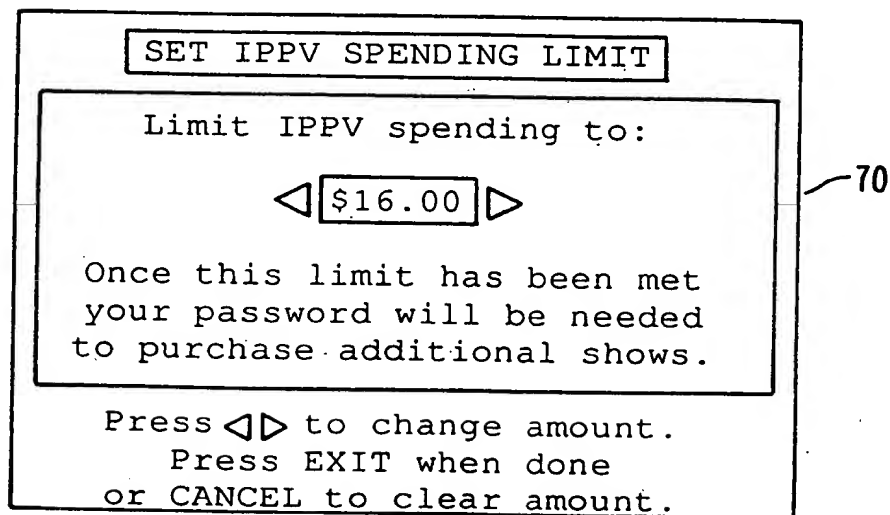 SET IPPV SPENDING LIMIT
Limit IPPV spending to:
$16.00
70
Once this limit has been met
your password will be needed
to purchase additional shows.
Press ◁▷ to change amount.
Press EXIT when done
or CANCEL to clear amount.